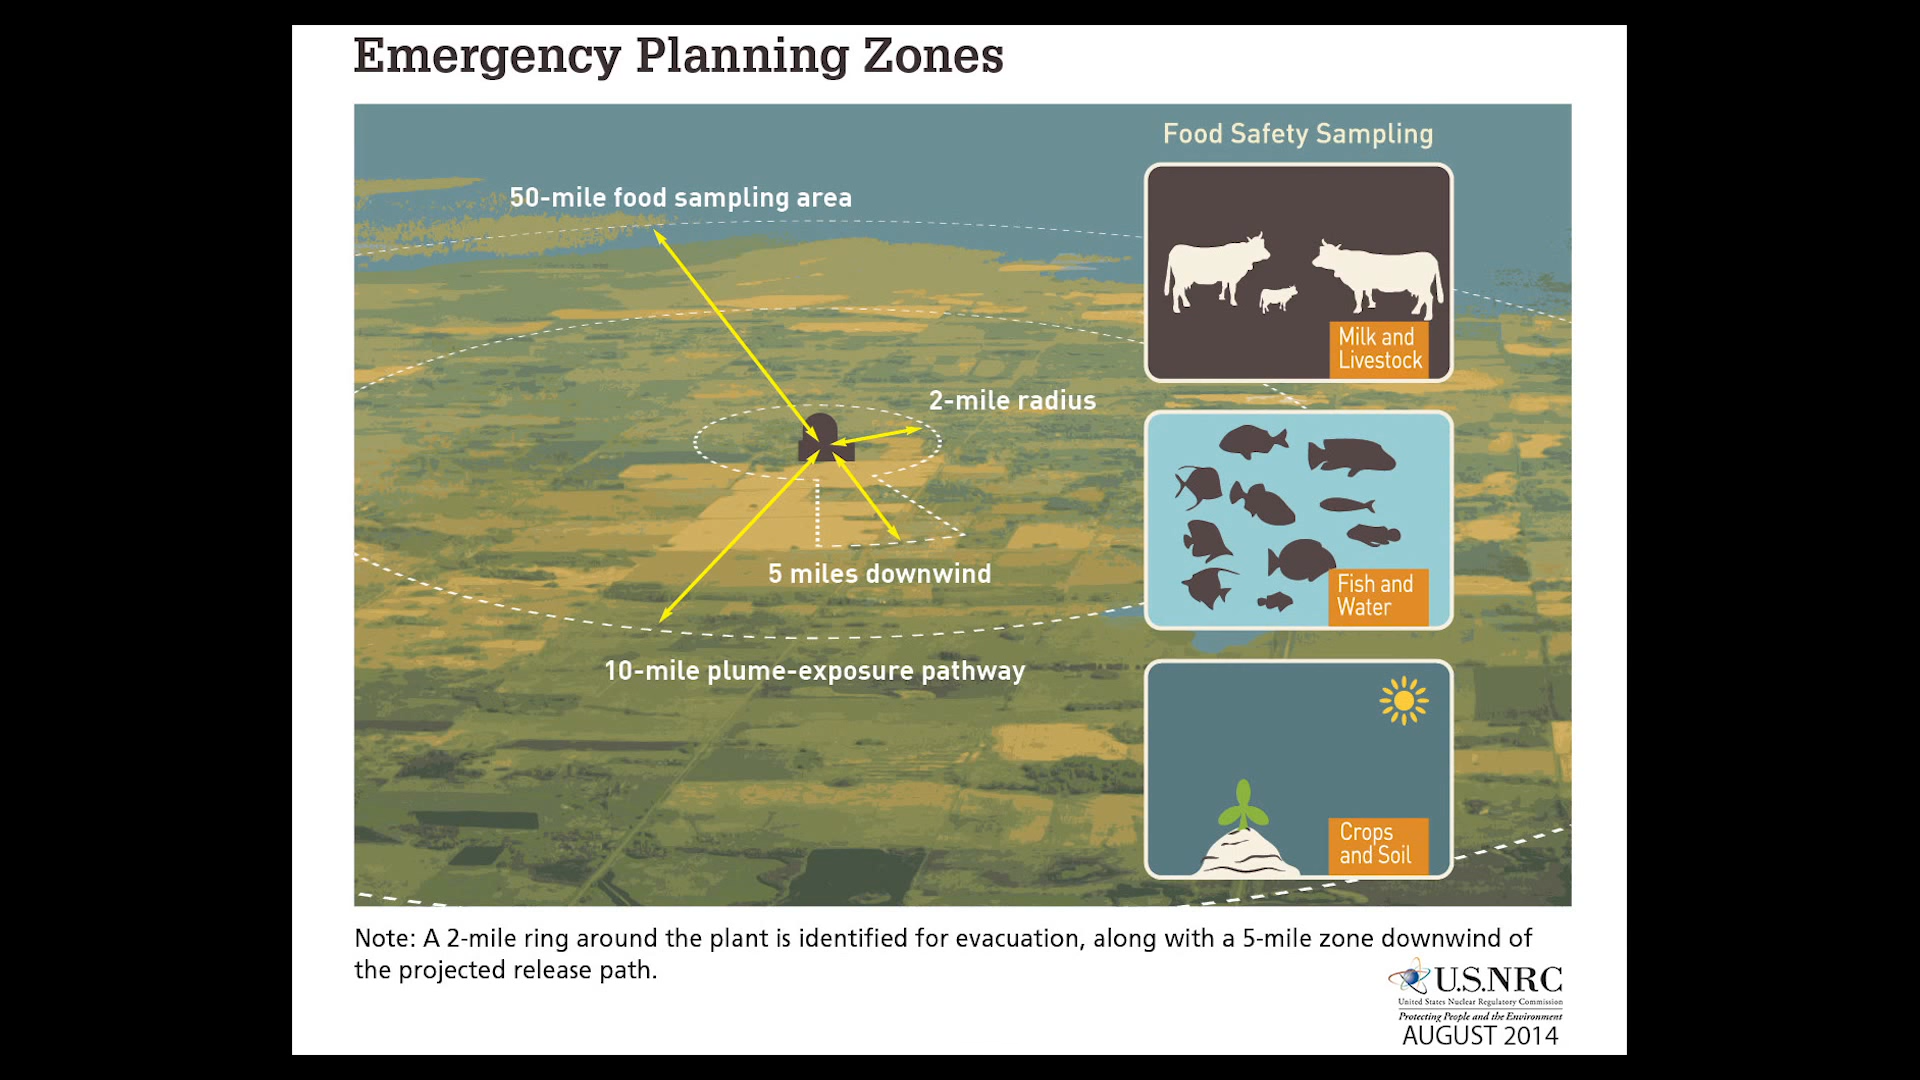 Emergency Planning Zones
Food Safety Sampling
50-mile food sampling area
Milk and
Livestock
2-mile radius
5 miles downwind
Fish and
Water
10-mile plume-exposure pathway
Crops
and Soil
Note: A 2-mile ring around the plant is identified for evacuation, along with a 5-mile zone downwind of
the projected release path.
U.S.NRC
United States Nuclear Regulatory Commission
Protecting People and the Environment
AUGUST 2014